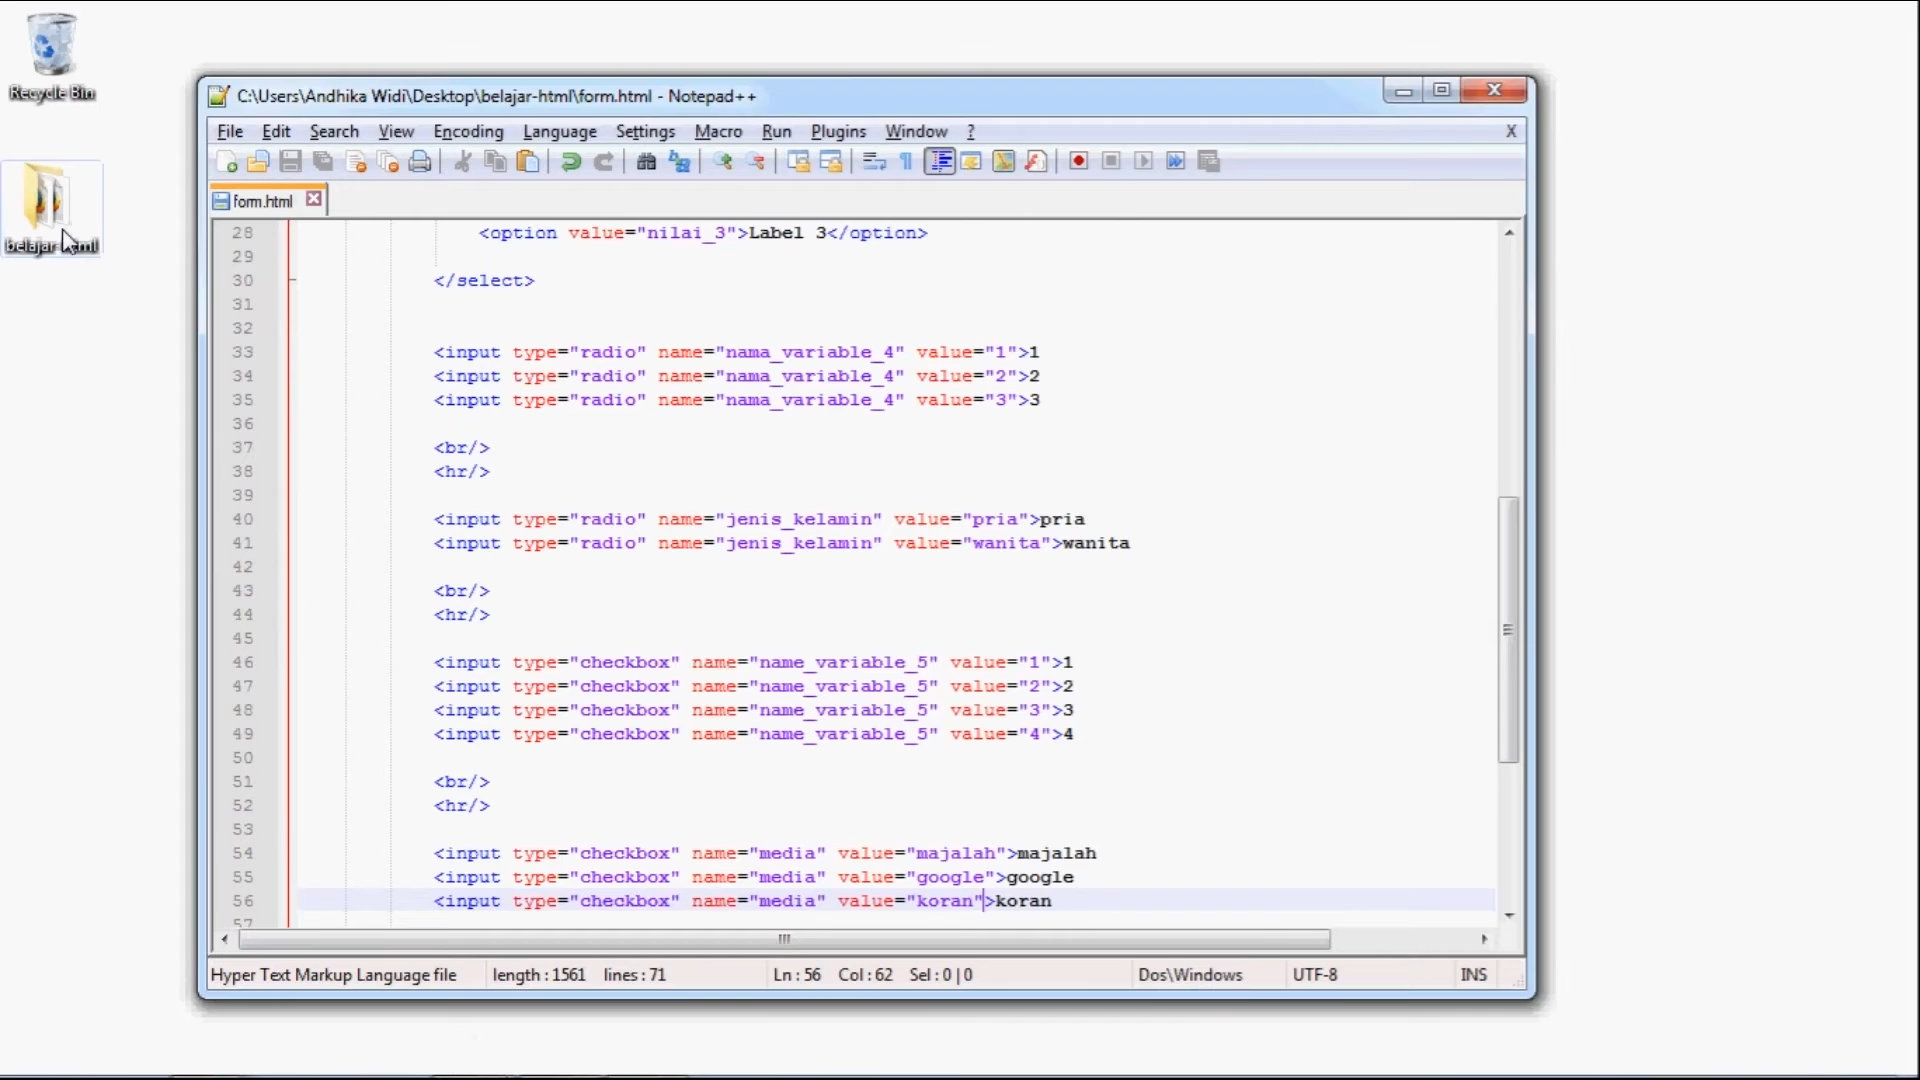 Recycle Bin
C:\Users\Andhika Widi\Desktop\belajar-html\form.html - Notepad++
File Edit Search View Encoding Language Settings Macro Run Plugins Window ? X
form.html
belajar-html
28 <option value="nilai_3">Label 3</option>
29
30 </select>
31
32
33 <input type="radio" name="nama_variable_4" value="1">1
34 <input type="radio" name="nama_variable_4" value="2">2
35 <input type="radio" name="nama_variable_4" value="3">3
36
37 <br/>
38 <hr/>
39
40 <input type="radio" name="jenis_kelamin" value="pria">pria
41 <input type="radio" name="jenis_kelamin" value="wanita">wanita
42
43 <br/>
44 <hr/>
45
46 <input type="checkbox" name="name_variable_5" value="1">1
47 <input type="checkbox" name="name_variable_5" value="2">2
48 <input type="checkbox" name="name_variable_5" value="3">3
49 <input type="checkbox" name="name_variable_5" value="4">4
50
51 <br/>
52 <hr/>
53
54 <input type="checkbox" name="media" value="majalah">majalah
55 <input type="checkbox" name="media" value="google">google
56 <input type="checkbox" name="media" value="koran">koran
57
Hyper Text Markup Language file length : 1561 lines : 71 Ln : 56 Col : 62 Sel : 0 | 0 Dos\Windows UTF-8 INS